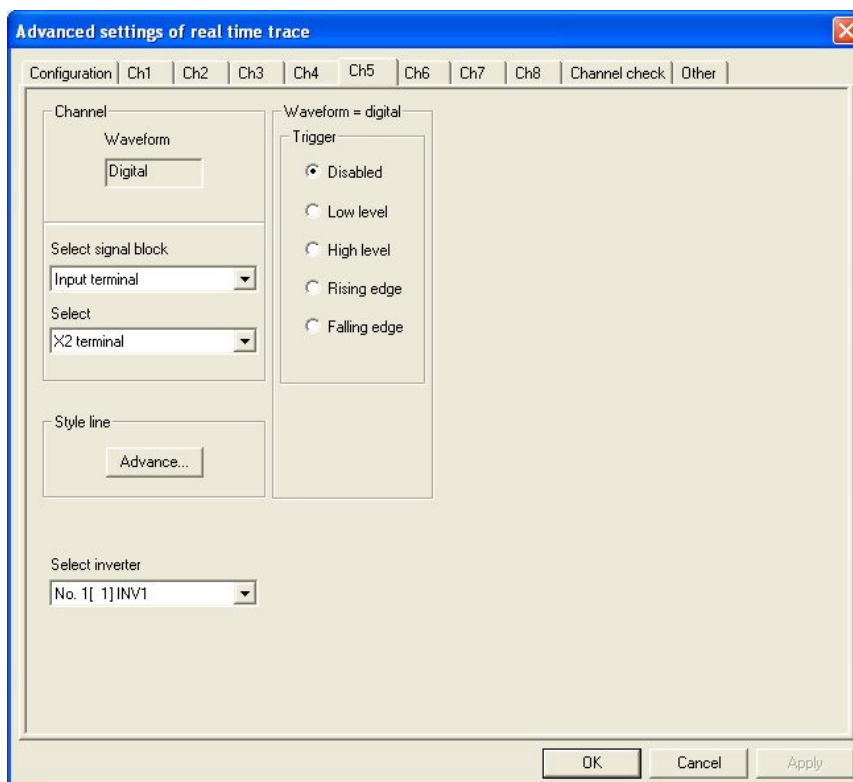 Advanced settings of real time trace
Configuration Ch1 Ch2 Ch3 Ch4 Ch5 Ch6 Ch7 Ch8 Channel check Other
Channel
Waveform
Digital
Select signal block
Input terminal
Select
X2 terminal
Style line
Advance...
Select inverter
No. 1[ 1] INV1
Waveform = digital
Trigger
Disabled
Low level
High level
Rising edge
Falling edge
OK Cancel Apply